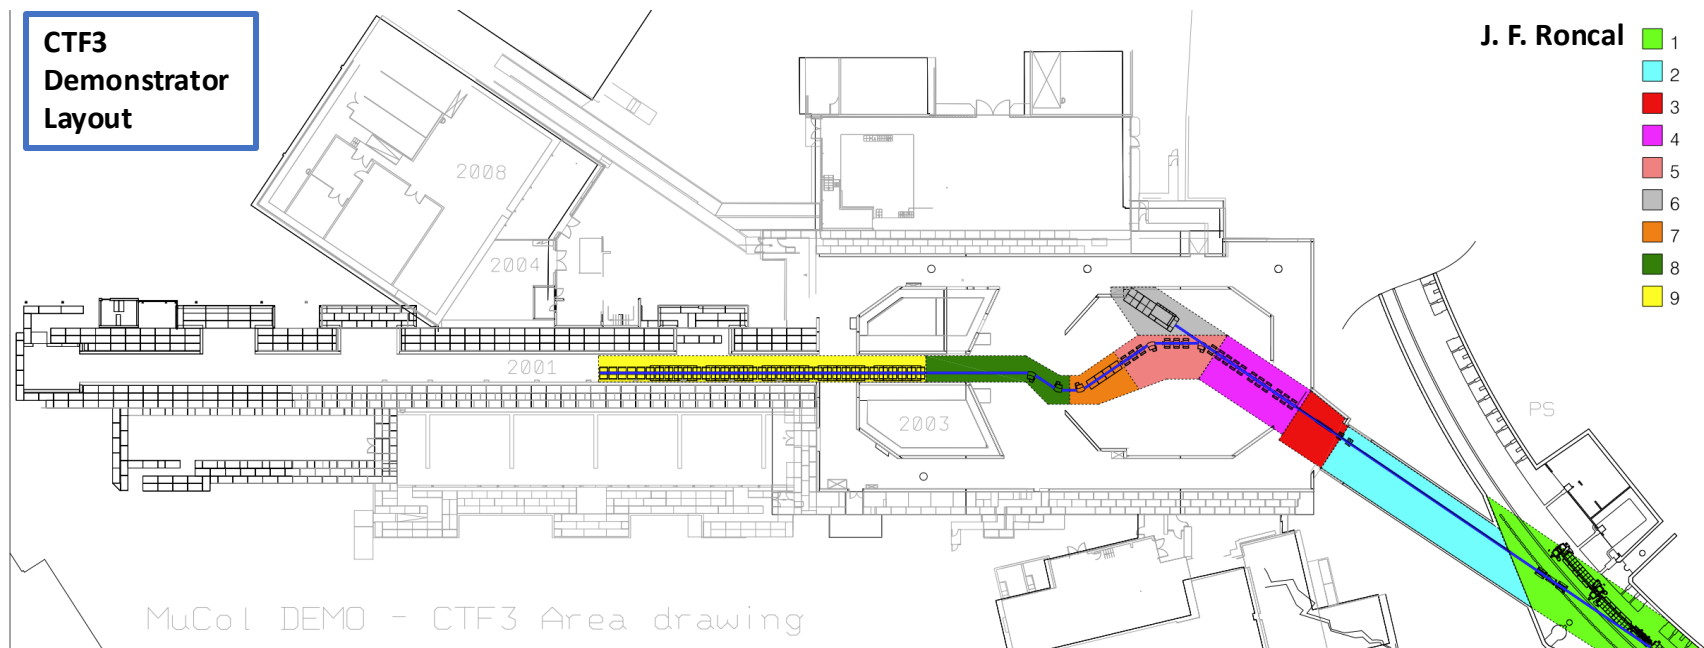 CTF3
Demonstrator
Layout
J. F. Roncal
1
2
3
4
5
6
7
8
9
2008
2004
2001
2003
PS
MuCol DEMO - CTF3 Area drawing